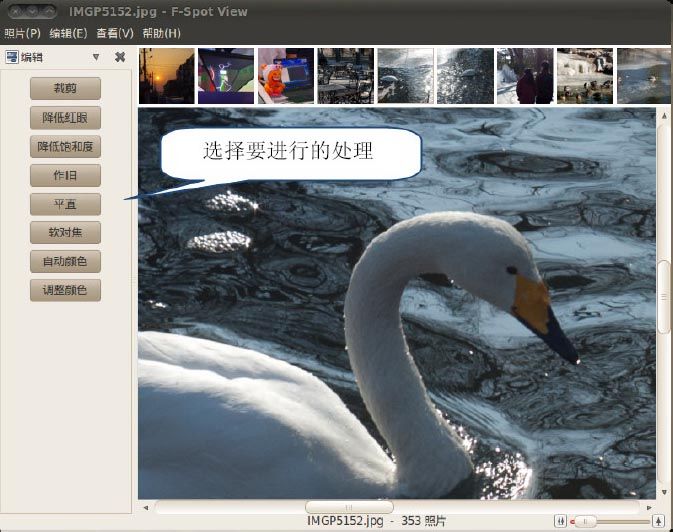 IMGP5152.jpg - F-Spot View
照片(P) 编辑(E) 查看(V) 帮助(H)
编辑
裁剪
降低红眼
降低饱和度
作旧
平直
软对焦
自动颜色
调整颜色
选择要进行的处理
IMGP5152.jpg - 353 照片